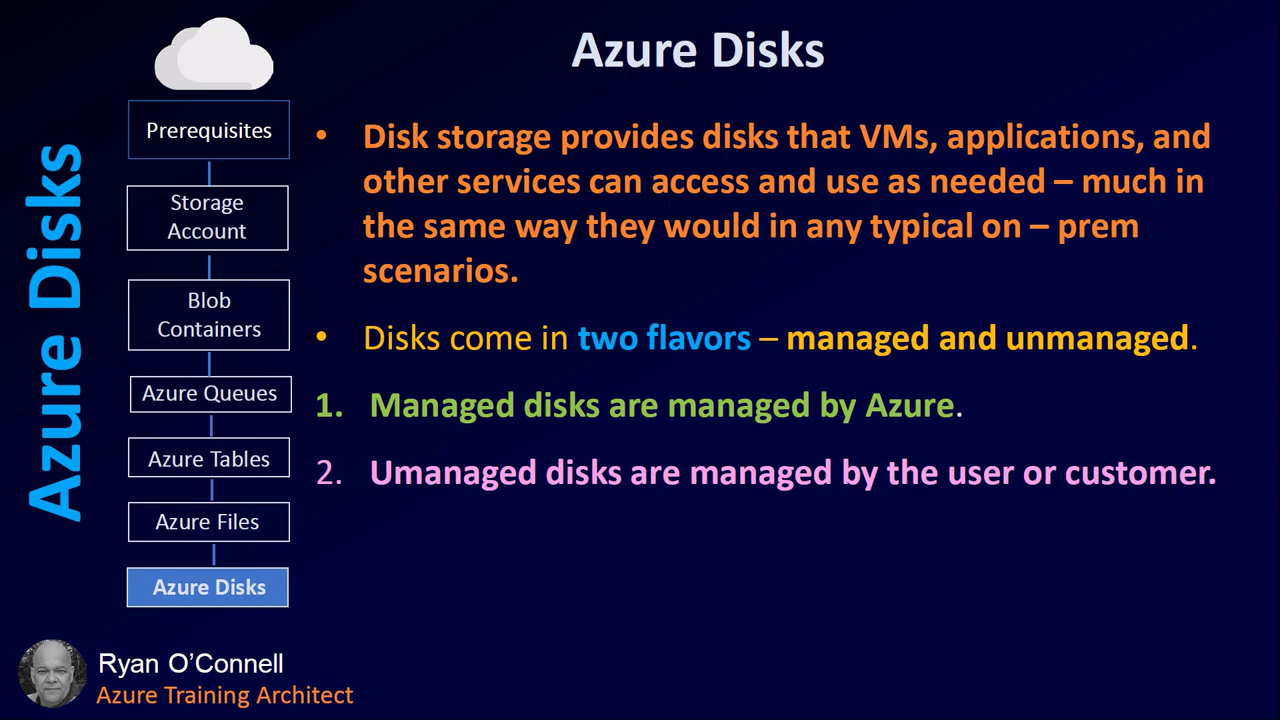 Azure Disks
Azure Disks
Prerequisites
Storage
Account
Blob
Containers
Azure Queues
Azure Tables
Azure Files
Azure Disks
• Disk storage provides disks that VMs, applications, and
other services can access and use as needed – much in
the same way they would in any typical on – prem
scenarios.
• Disks come in two flavors – managed and unmanaged.
1. Managed disks are managed by Azure.
2. Umanaged disks are managed by the user or customer.
Ryan O’Connell
Azure Training Architect